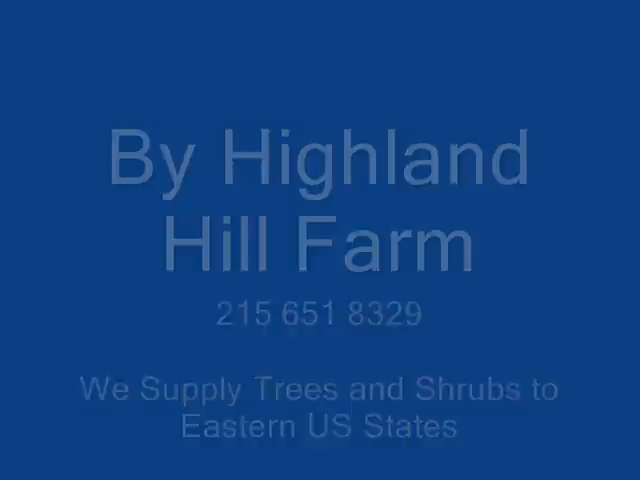 By Highland
Hill Farm
215 651 8329
We Supply Trees and Shrubs to
Eastern US States